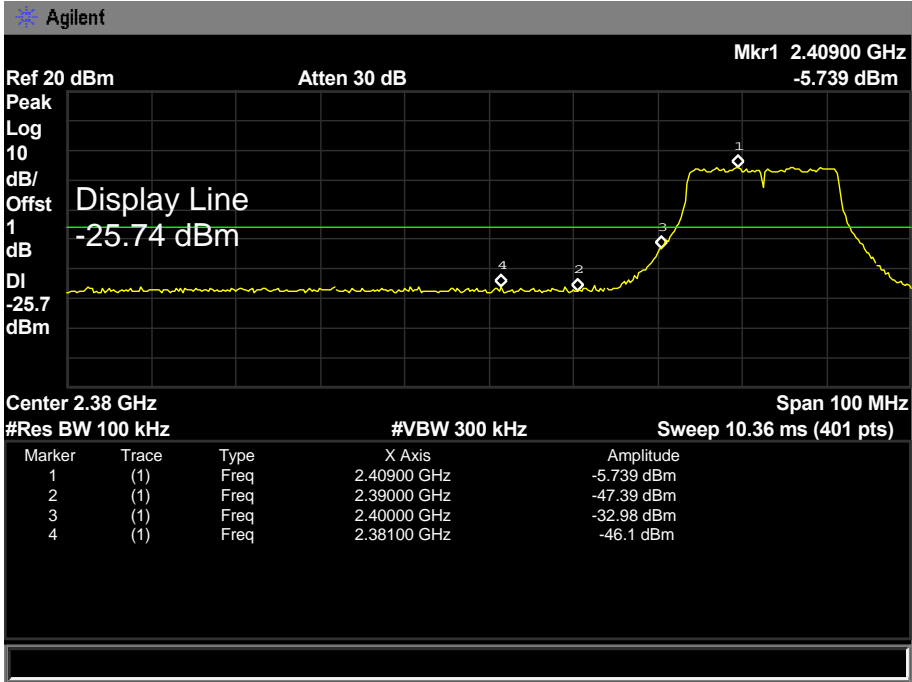 Agilent
Mkr1 2.40900 GHz
Ref 20 dBm Atten 30 dB -5.739 dBm
Peak
Log
10
dB/
Offst
1
dB
DI
-25.7
dBm
Display Line
-25.74 dBm
1
3
4
2
Center 2.38 GHz Span 100 MHz
#Res BW 100 kHz #VBW 300 kHz Sweep 10.36 ms (401 pts)
Marker Trace Type X Axis Amplitude
1 (1) Freq 2.40900 GHz -5.739 dBm
2 (1) Freq 2.39000 GHz -47.39 dBm
3 (1) Freq 2.40000 GHz -32.98 dBm
4 (1) Freq 2.38100 GHz -46.1 dBm